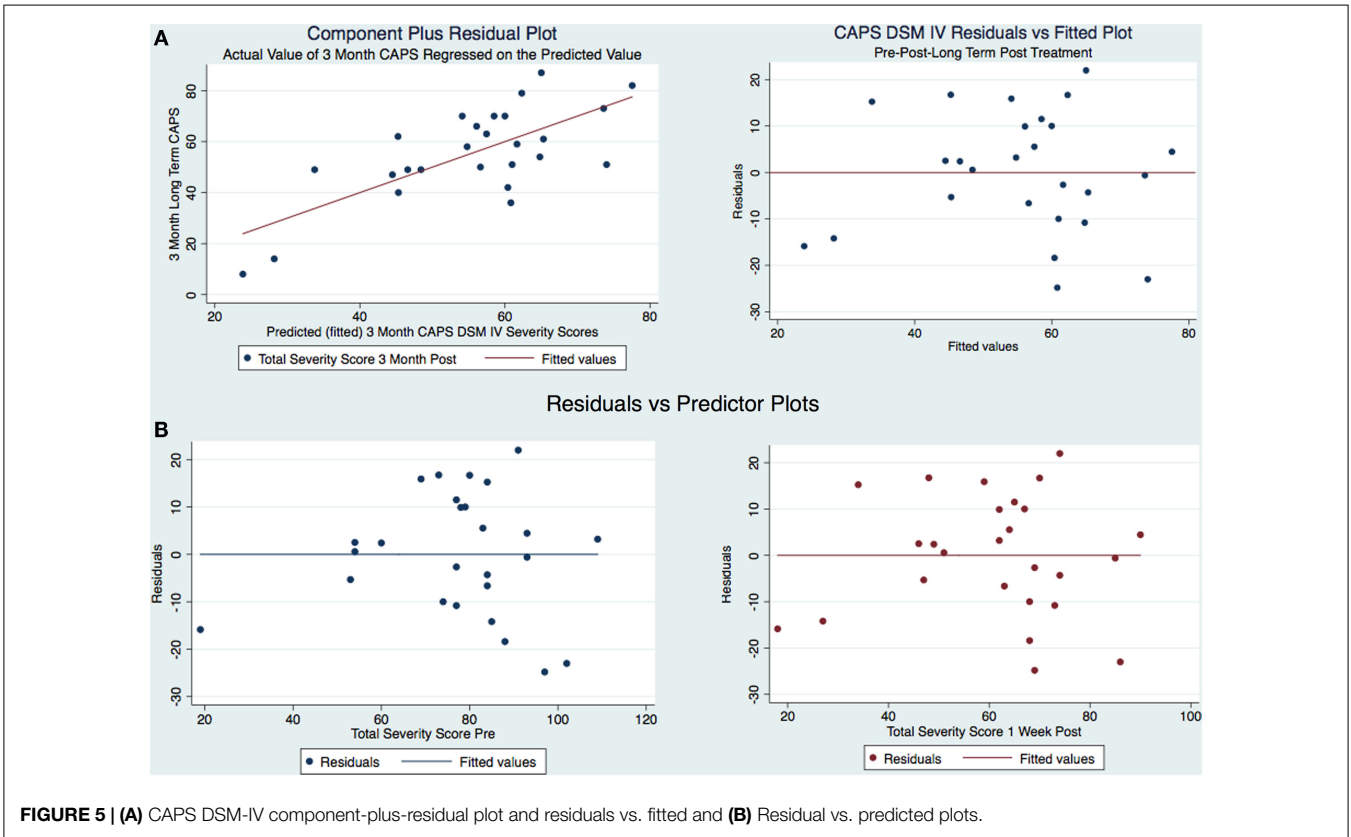 A
Component Plus Residual Plot
Actual Value of 3 Month CAPS Regressed on the Predicted Value
3 Month Long Term CAPS
80
60
40
20
0
20 40 60 80
Predicted (fitted) 3 Month CAPS DSM IV Severity Scores
Total Severity Score 3 Month Post Fitted values
CAPS DSM IV Residuals vs Fitted Plot
Pre-Post-Long Term Post Treatment
Residuals
20
10
0
-10
-20
-30
20 40 60 80
Fitted values
Residuals vs Predictor Plots
B
Residuals
20
10
0
-10
-20
-30
20 40 60 80 100 120
Total Severity Score Pre
Residuals Fitted values
Residuals
20
10
0
-10
-20
-30
20 40 60 80 100
Total Severity Score 1 Week Post
Residuals Fitted values
FIGURE 5 | (A) CAPS DSM-IV component-plus-residual plot and residuals vs. fitted and (B) Residual vs. predicted plots.